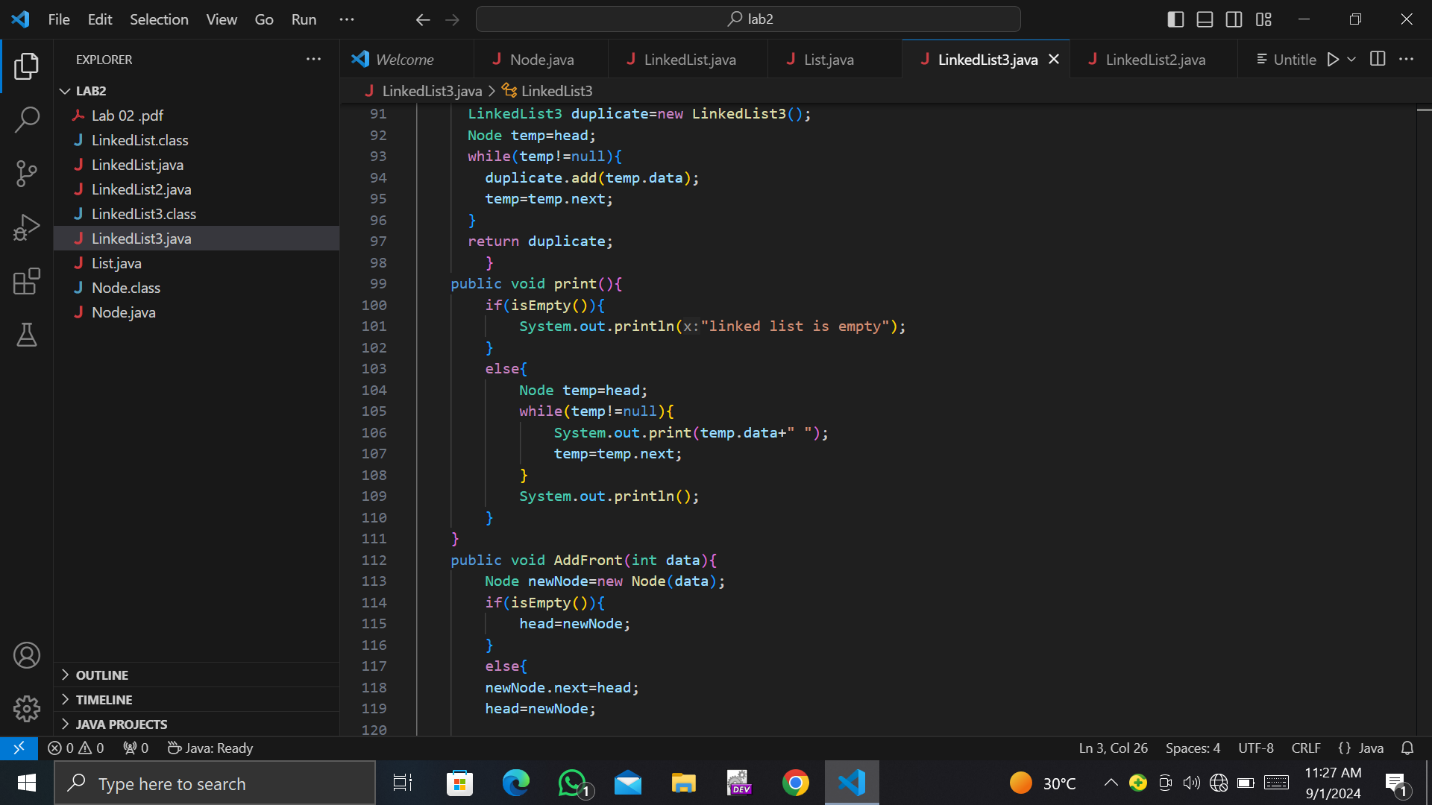 File Edit Selection View Go Run ··· lab2
EXPLORER ···
Welcome Node.java LinkedList.java List.java LinkedList3.java LinkedList2.java Untitle ···
LinkedList3.java > LinkedList3
LAB2
Lab 02 .pdf
LinkedList.class
LinkedList.java
LinkedList2.java
LinkedList3.class
LinkedList3.java
List.java
Node.class
Node.java
OUTLINE
TIMELINE
JAVA PROJECTS
91 LinkedList3 duplicate=new LinkedList3();
92 Node temp=head;
93 while(temp!=null){
94 duplicate.add(temp.data);
95 temp=temp.next;
96 }
97 return duplicate;
98 }
99 public void print(){
100 if(isEmpty()){
101 System.out.println(x:"linked list is empty");
102 }
103 else{
104 Node temp=head;
105 while(temp!=null){
106 System.out.print(temp.data+" ");
107 temp=temp.next;
108 }
109 System.out.println();
110 }
111 }
112 public void AddFront(int data){
113 Node newNode=new Node(data);
114 if(isEmpty()){
115 head=newNode;
116 }
117 else{
118 newNode.next=head;
119 head=newNode;
120
0 0 0 Java: Ready Ln 3, Col 26 Spaces: 4 UTF-8 CRLF {} Java
Type here to search DEV 1 30°C 11:27 AM 1
9/1/2024